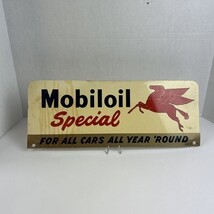 Mobiloil
Special
FOR ALL CARS ALL YEAR 'ROUND